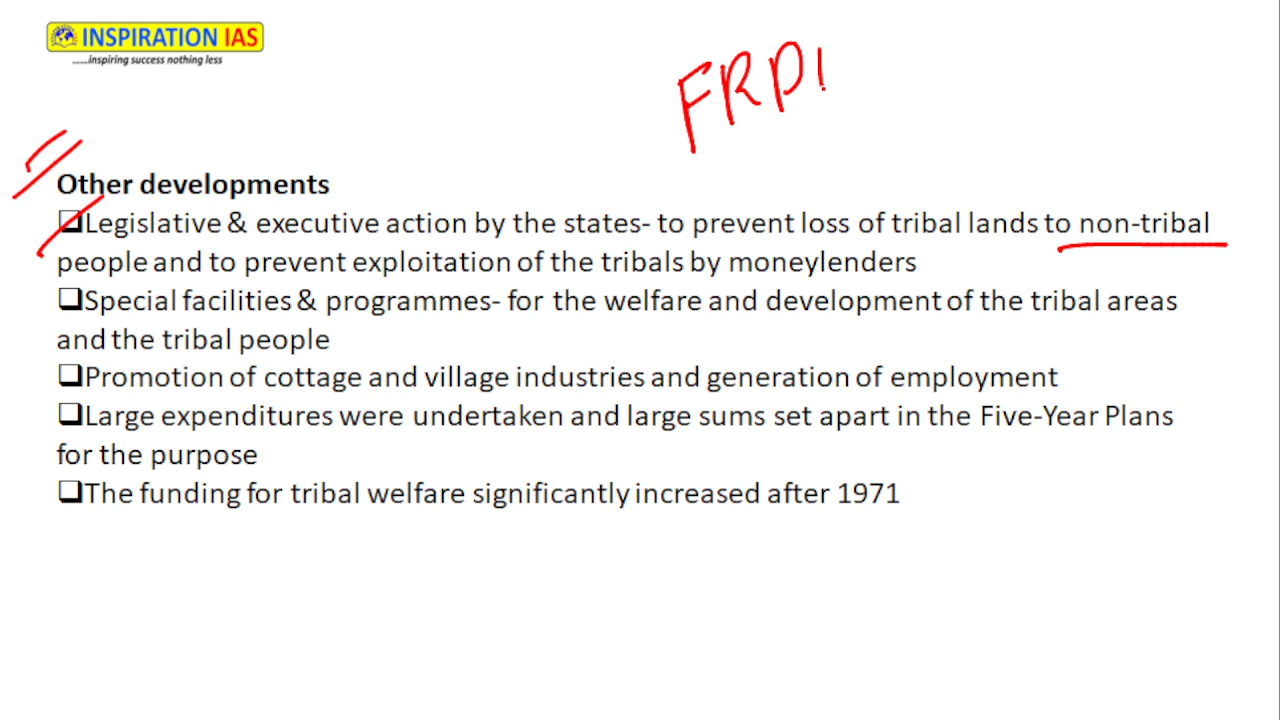 INSPIRATION IAS
......inspiring success nothing less
FRDI
Other developments
❑Legislative & executive action by the states- to prevent loss of tribal lands to non-tribal
people and to prevent exploitation of the tribals by moneylenders
❑Special facilities & programmes- for the welfare and development of the tribal areas
and the tribal people
❑Promotion of cottage and village industries and generation of employment
❑Large expenditures were undertaken and large sums set apart in the Five-Year Plans
for the purpose
❑The funding for tribal welfare significantly increased after 1971